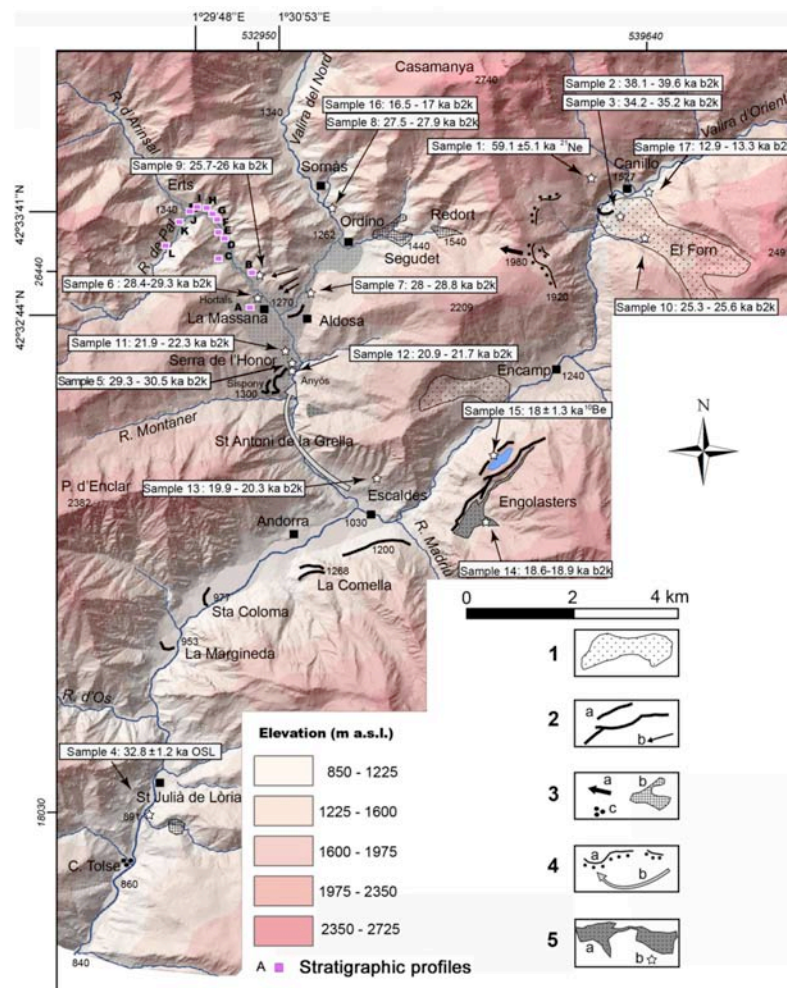 1°29'48''E
1°30'53''E
532950
539640
Casamanya
2740
Sample 2 : 38.1 - 39.6 ka b2k
Sample 3 : 34.2 - 35.2 ka b2k
R. d'Arinsal
1340
Valira del Nord
Sample 16: 16.5 - 17 ka b2k
Sample 8: 27.5 - 27.9 ka b2k
Valira d'Orient
Sample 1: 59.1 ±5.1 ka ²¹Ne
Sample 17: 12.9 - 13.3 ka b2k
Sample 9: 25.7-26 ka b2k
Sornàs
Canillo
1527
Erts
1340
I
H
G
F
E
D
C
B
A
J
K
L
42°33'41''N
Ordino
Redort
1262
1440
1540
Segudet
El Forn
1980
1920
26440
Sample 6 : 28.4-29.3 ka b2k
Hortals
1270
Sample 7: 28 - 28.8 ka b2k
Sample 10: 25.3 - 25.6 ka b2k
42°32'44''N
La Massana
Aldosa
2209
Sample 11: 21.9 - 22.3 ka b2k
Serra de l'Honor
Sample 12: 20.9 - 21.7 ka b2k
Encamp
1240
Sample 5: 29.3 - 30.5 ka b2k
Anyós
Sispony
1300
Sample 15: 18 ± 1.3 ka ¹⁰Be
N
R. Montaner
St Antoni de la Grella
P. d'Enclar
2382
Sample 13 : 19.9 - 20.3 ka b2k
Escaldes
Engolasters
1030
Andorra
R. Madriu
1200
Sample 14: 18.6-18.9 ka b2k
1268
La Comella
977
Sta Coloma
0 2 4 km
953
La Margineda
1
R. d'Os
2 a b
Elevation (m a.s.l.)
850 - 1225
3 a b c
Sample 4: 32.8 ±1.2 ka OSL
1225 - 1600
St Julià de Lòria
18030
891
1600 - 1975
4 a b
C. Tolse
860
1975 - 2350
2350 - 2725
5 a b
840
A Stratigraphic profiles